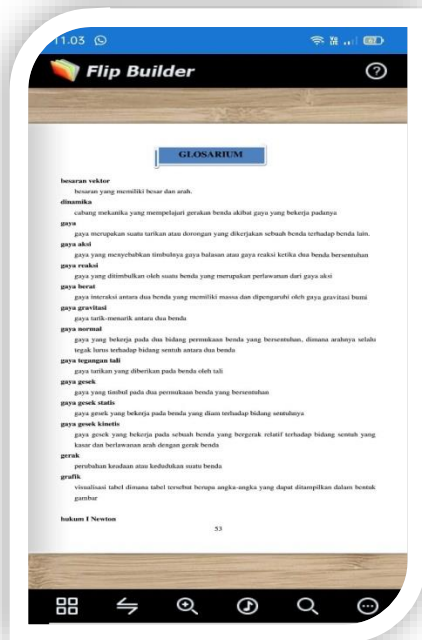 11.03
Flip Builder
GLOSARIUM
besaran vektor
besaran yang memiliki besar dan arah.
dinamika
cabang mekanika yang mempelajari gerakan benda akibat gaya yang bekerja padanya
gaya
gaya merupakan suatu tarikan atau dorongan yang dikerjakan sebuah benda terhadap benda lain.
gaya aksi
gaya yang menyebabkan timbulnya gaya balasan atau gaya reaksi ketika dua benda bersentuhan
gaya reaksi
gaya yang ditimbulkan oleh suatu benda yang merupakan perlawanan dari gaya aksi
gaya berat
gaya interaksi antara dua benda yang memiliki massa dan dipengaruhi oleh gaya gravitasi bumi
gaya gravitasi
gaya tarik-menarik antara dua benda
gaya normal
gaya yang bekerja pada dua bidang permukaan benda yang bersentuhan, dimana arahnya selalu
tegak lurus terhadap bidang sentuh antara dua benda
gaya tegangan tali
gaya tarikan yang diberikan pada benda oleh tali
gaya gesek
gaya yang timbul pada dua permukaan benda yang bersentuhan
gaya gesek statis
gaya gesek yang bekerja pada benda yang diam terhadap bidang sentuhnya
gaya gesek kinetis
gaya gesek yang bekerja pada sebuah benda yang bergerak relatif terhadap bidang sentuh yang
kasar dan berlawanan arah dengan gerak benda
gerak
perubahan keadaan atau kedudukan suatu benda
grafik
visualisasi tabel dimana tabel tersebut berupa angka-angka yang dapat ditampilkan dalam bentuk
gambar
hukum I Newton
53